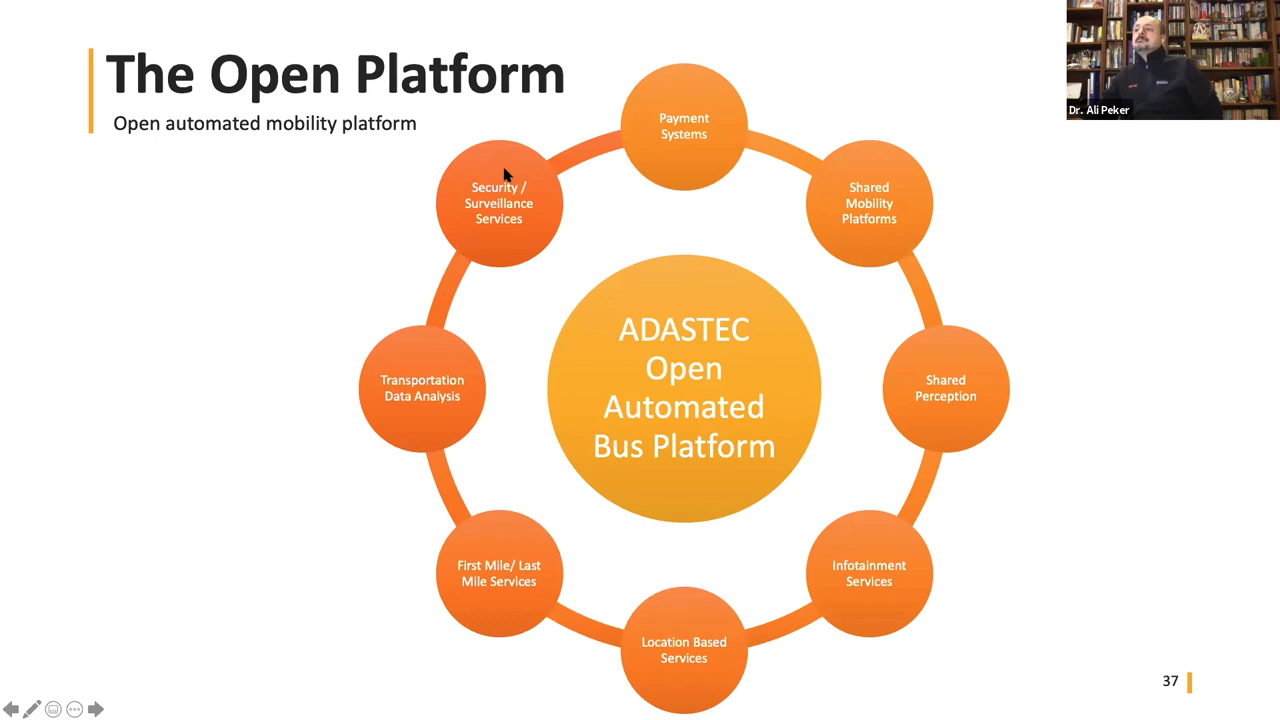 The Open Platform
Open automated mobility platform
Dr. Ali Peker
Payment
Systems
Shared
Mobility
Platforms
Shared
Perception
Infotainment
Services
Location Based
Services
First Mile/ Last
Mile Services
Transportation
Data Analysis
Security /
Surveillance
Services
ADASTEC
Open
Automated
Bus Platform
37